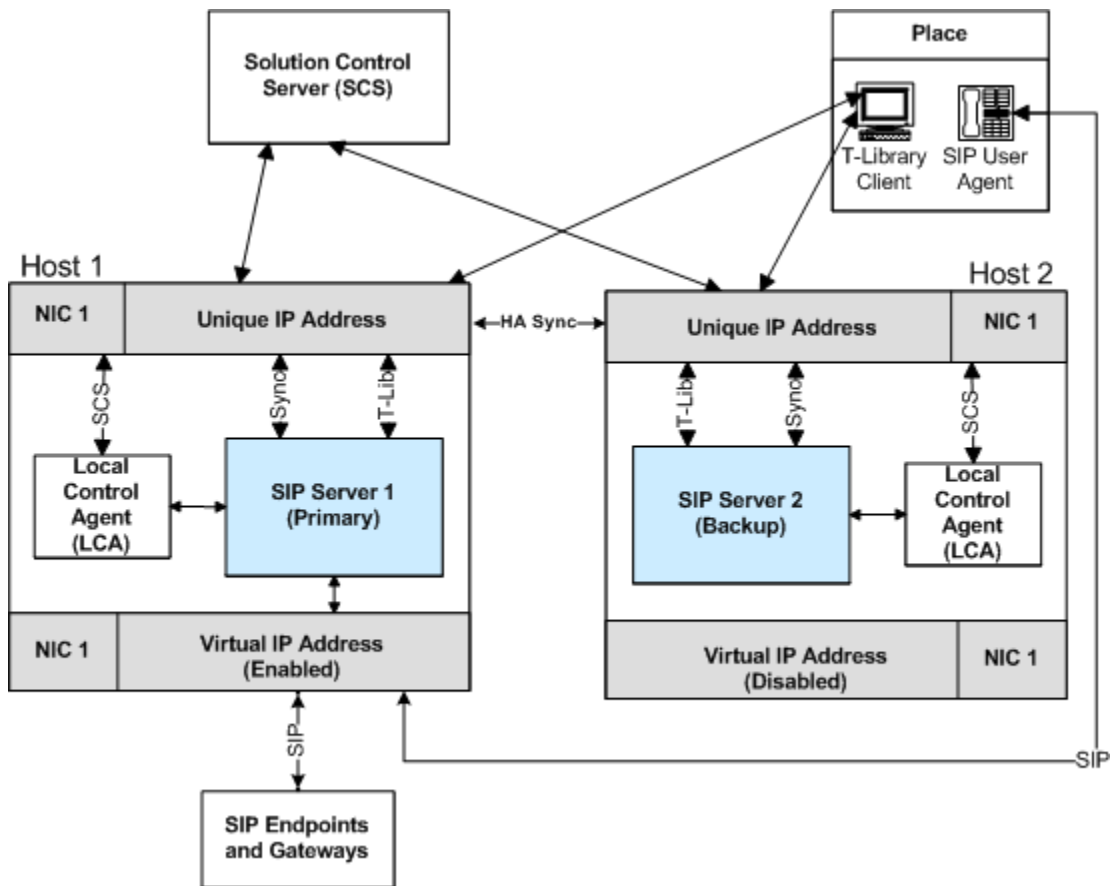 Solution Control
Server (SCS)
Place
T-Library
Client
SIP User
Agent
Host 1
NIC 1
Unique IP Address
HA Sync
Host 2
Unique IP Address
NIC 1
SCS
Sync
T-Lib
Local
Control
Agent
(LCA)
SIP Server 1
(Primary)
T-Lib
Sync
SCS
SIP Server 2
(Backup)
Local
Control
Agent
(LCA)
NIC 1
Virtual IP Address
(Enabled)
Virtual IP Address
(Disabled)
NIC 1
SIP
SIP
SIP Endpoints
and Gateways